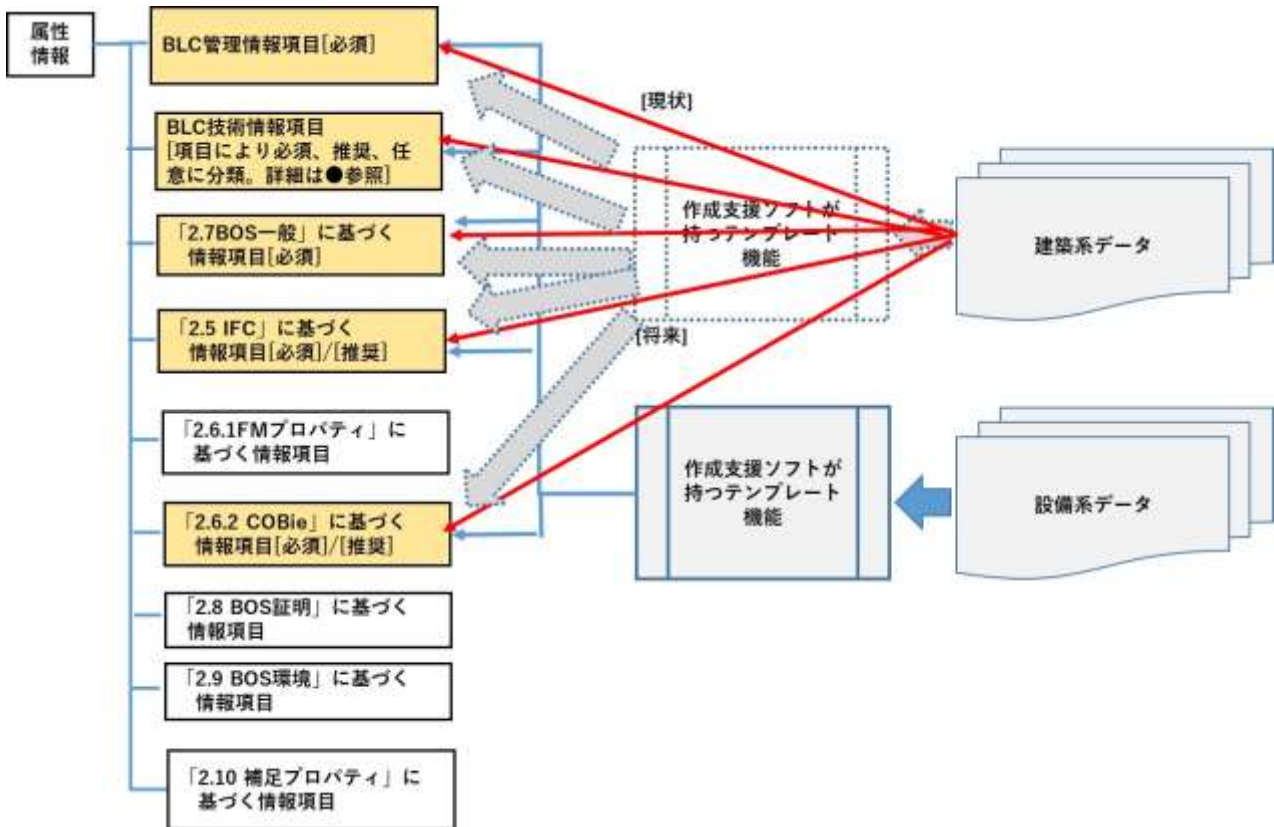 属性
情報
BLC管理情報項目[必須]
BLC技術情報項目
[項目により必須、推奨、任
意に分類。詳細は●参照]
「2.7BOS一般」に基づく
情報項目[必須]
「2.5 IFC」に基づく
情報項目[必須]/[推奨]
「2.6.1FMプロパティ」に
基づく情報項目
「2.6.2 COBie」に基づく
情報項目[必須]/[推奨]
「2.8 BOS証明」に基づく
情報項目
「2.9 BOS環境」に基づく
情報項目
「2.10 補足プロパティ」に
基づく情報項目
[現状]
作成支援ソフトが
持つテンプレート
機能
[将来]
建築系データ
作成支援ソフトが
持つテンプレート
機能
設備系データ